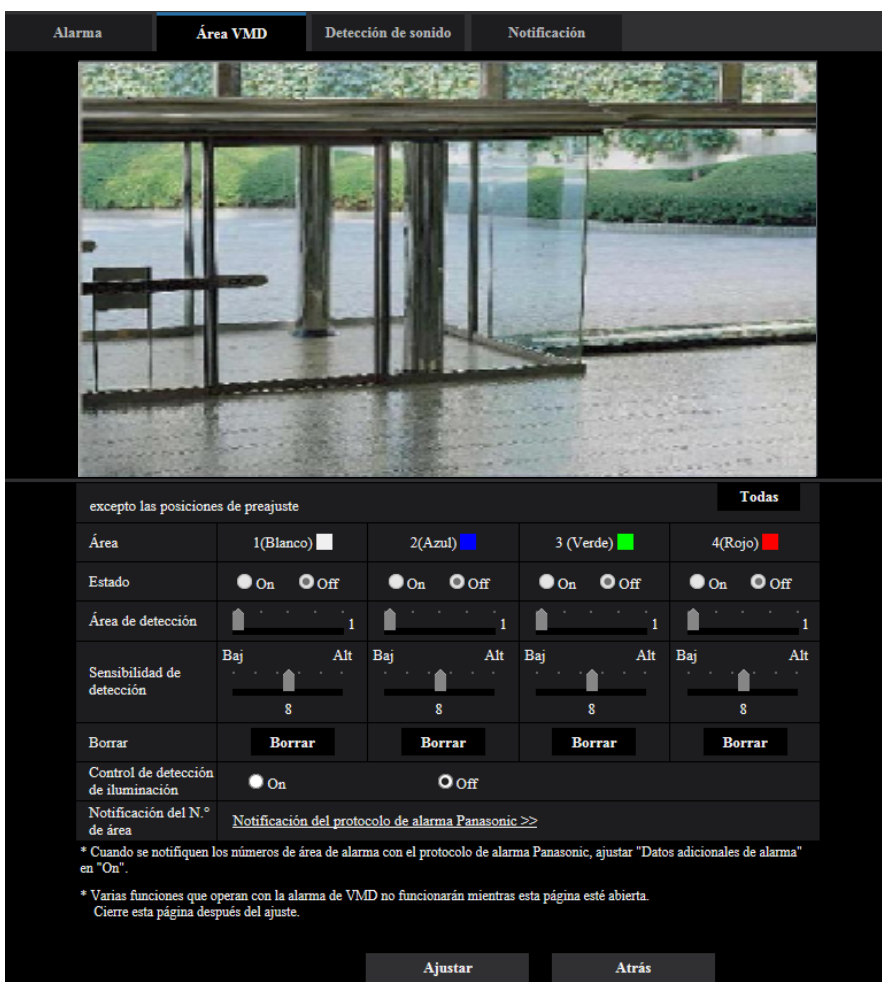 Alarma Área VMD Detección de sonido Notificación
excepto las posiciones de preajuste Todas
Área 1(Blanco) 2(Azul) 3 (Verde) 4(Rojo)
Estado On Off On Off On Off On Off
Área de detección 1 1 1 1
Baj Alt Baj Alt Baj Alt Baj Alt
Sensibilidad de
detección
8 8 8 8
Borrar Borrar Borrar Borrar Borrar
Control de detección
de iluminación On Off
Notificación del N.°
de área Notificación del protocolo de alarma Panasonic >>
* Cuando se notifiquen los números de área de alarma con el protocolo de alarma Panasonic, ajustar "Datos adicionales de alarma"
en "On".
* Varias funciones que operan con la alarma de VMD no funcionarán mientras esta página esté abierta.
Cierre esta página después del ajuste.
Ajustar Atrás